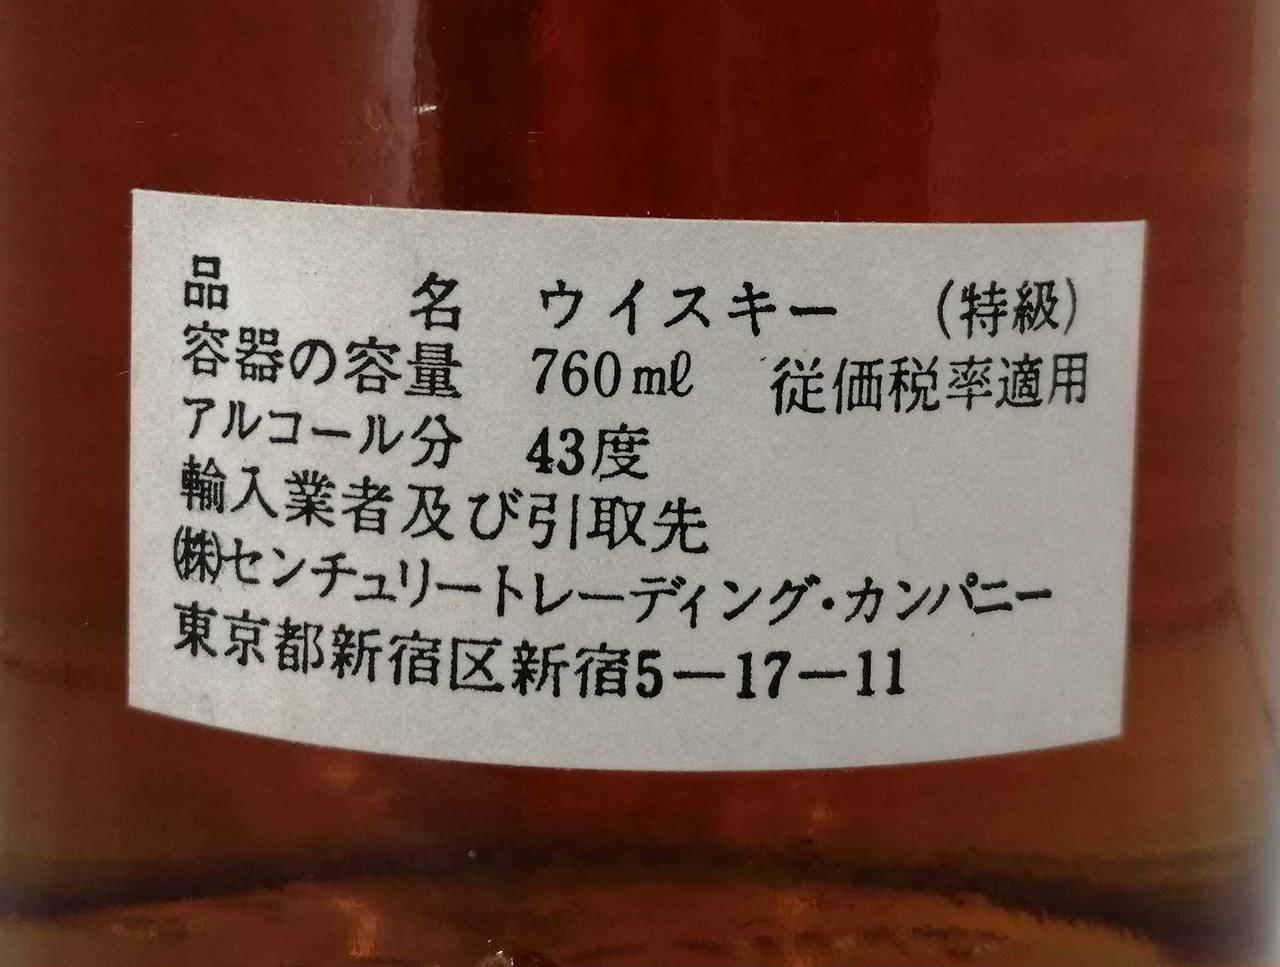 品名 ウイスキー (特級)
容器の容量 760ml 従価税率適用
アルコール分 43度
輸入業者及び引取先
㈱センチュリートレーディング・カンパニー
東京都新宿区新宿5-17-11